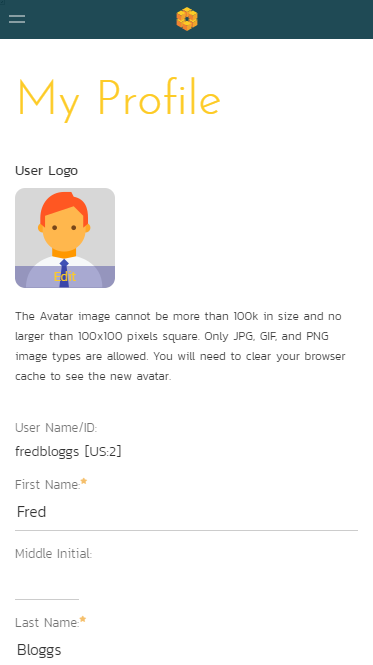 My Profile
User Logo
Edit
The Avatar image cannot be more than 100k in size and no
larger than 100x100 pixels square. Only JPG, GIF, and PNG
image types are allowed. You will need to clear your browser
cache to see the new avatar.
User Name/ID:
fredbloggs [US:2]
First Name:*
Fred
Middle Initial:
Last Name:*
Bloggs